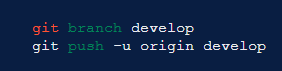 git branch develop
git push -u origin develop